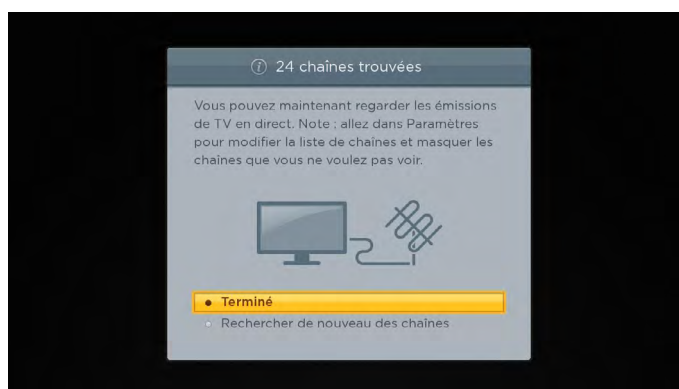 24 chaînes trouvées
Vous pouvez maintenant regarder les émissions
de TV en direct. Note : allez dans Paramètres
pour modifier la liste de chaînes et masquer les
chaînes que vous ne voulez pas voir.
Terminé
Rechercher de nouveau des chaînes